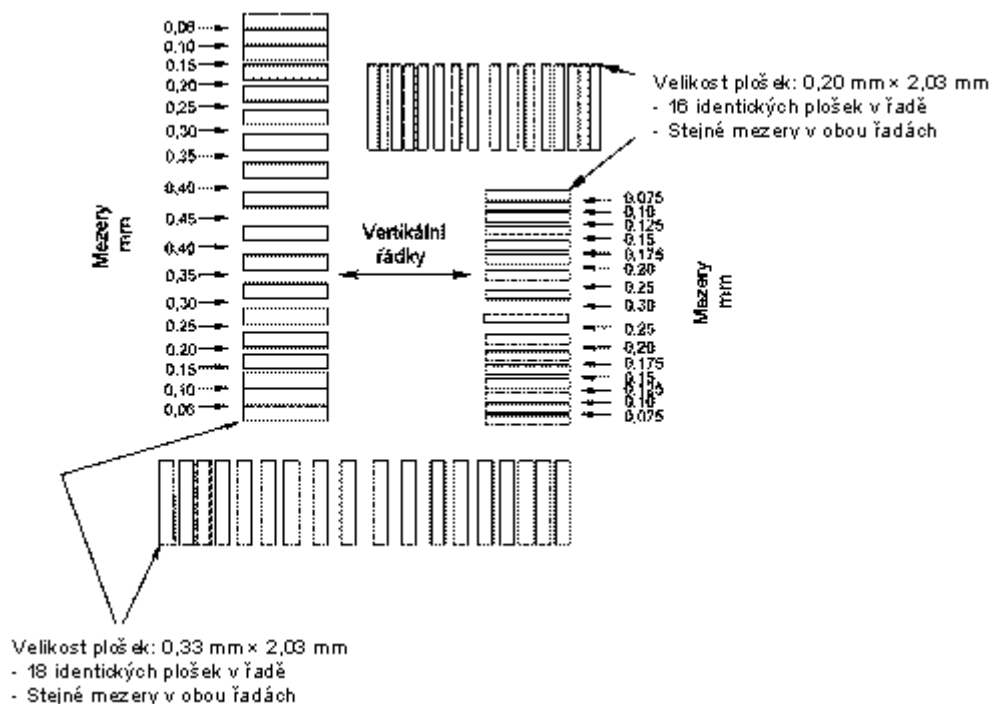 0,06
0,10
0,15
0,20
0,25
0,30
0,35
0,40
0,45
0,40
0,35
0,30
0,25
0,20
0,15
0,10
0,06
Mezery
mm
Vertikální
řádky
Velikost plošek: 0,20 mm × 2,03 mm
- 16 identických plošek v řadě
- Stejné mezery v obou řadách
0,075
0,10
0,125
0,15
0,175
0,20
0,25
0,30
0,25
0,20
0,175
0,15
0,125
0,10
0,075
Mezery
mm
Velikost plošek: 0,33 mm × 2,03 mm
- 18 identických plošek v řadě
- Stejné mezery v obou řadách